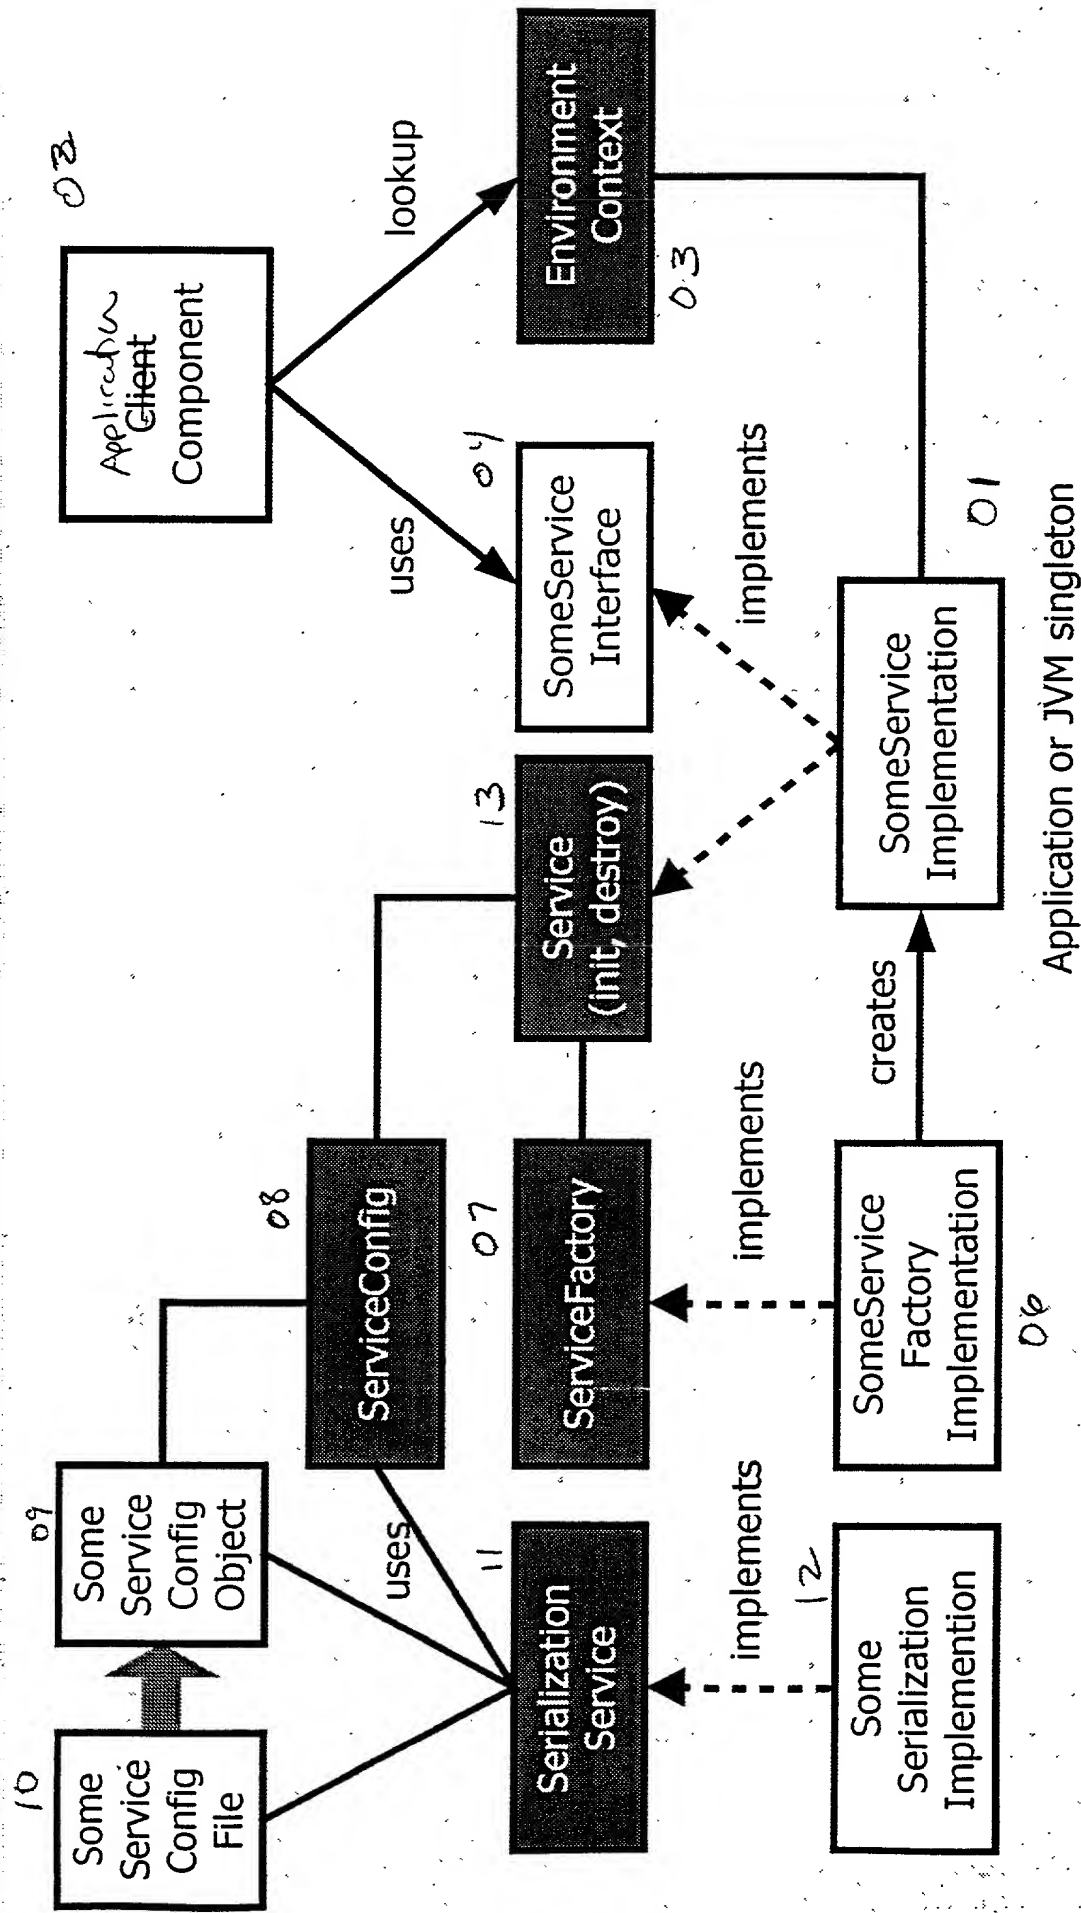 10
Some
Service
Config
File
09
Some
Service
Config
Object
Application
Client
Component
08
ServiceConfig
uses
uses
lookup
11
Serialization
Service
07
ServiceFactory
13
Service
(init, destroy)
04
SomeService
Interface
Environment
Context
03
implements
implements
implements
12
Some
Serialization
Implemention
SomeService
Factory
Implementation
06
creates
SomeService
Implementation
01
Application or JVM singleton